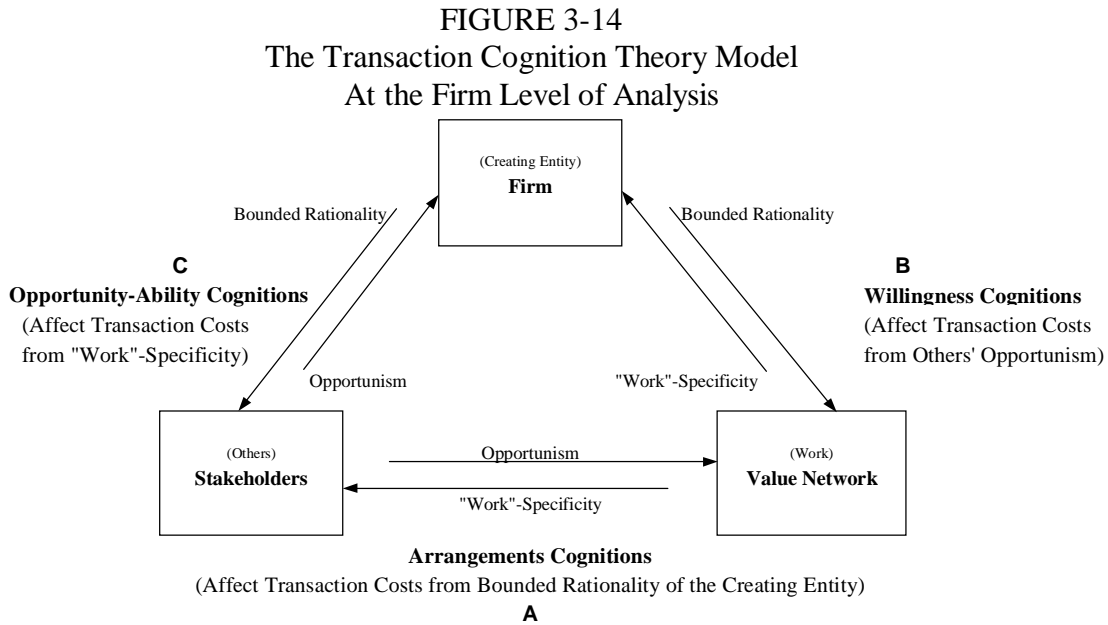 FIGURE 3-14
The Transaction Cognition Theory Model
At the Firm Level of Analysis
(Creating Entity)
Firm
Bounded Rationality
Bounded Rationality
C
Opportunity-Ability Cognitions
(Affect Transaction Costs
from "Work"-Specificity)
B
Willingness Cognitions
(Affect Transaction Costs
from Others' Opportunism)
Opportunism
"Work"-Specificity
(Others)
Stakeholders
Opportunism
"Work"-Specificity
(Work)
Value Network
Arrangements Cognitions
(Affect Transaction Costs from Bounded Rationality of the Creating Entity)
A